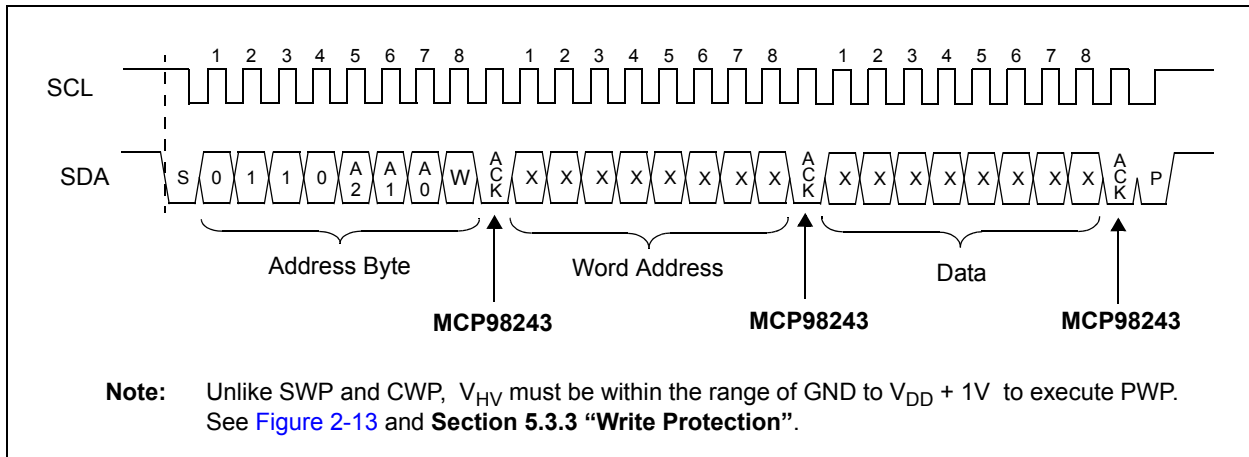 1 2 3 4 5 6 7 8 1 2 3 4 5 6 7 8 1 2 3 4 5 6 7 8
SCL
SDA S 0 1 1 0 A2 A1 A0 W ACK X X X X X X X X ACK X X X X X X X X ACK P
Address Byte Word Address Data
MCP98243 MCP98243 MCP98243
Note: Unlike SWP and CWP, VHV must be within the range of GND to VDD + 1V to execute PWP.
See Figure 2-13 and Section 5.3.3 “Write Protection”.